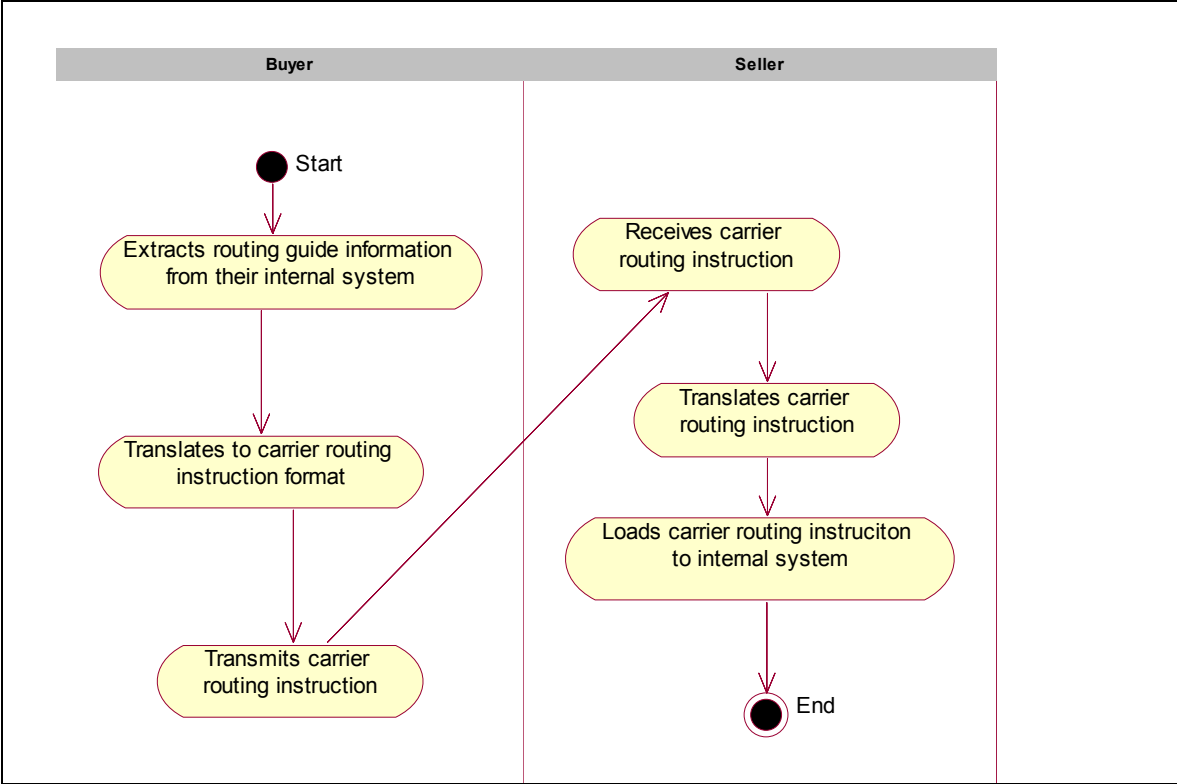 Buyer
Seller
Start
Extracts routing guide information
from their internal system
Translates to carrier routing
instruction format
Transmits carrier
routing instruction
Receives carrier
routing instruction
Translates carrier
routing instruction
Loads carrier routing instruciton
to internal system
End